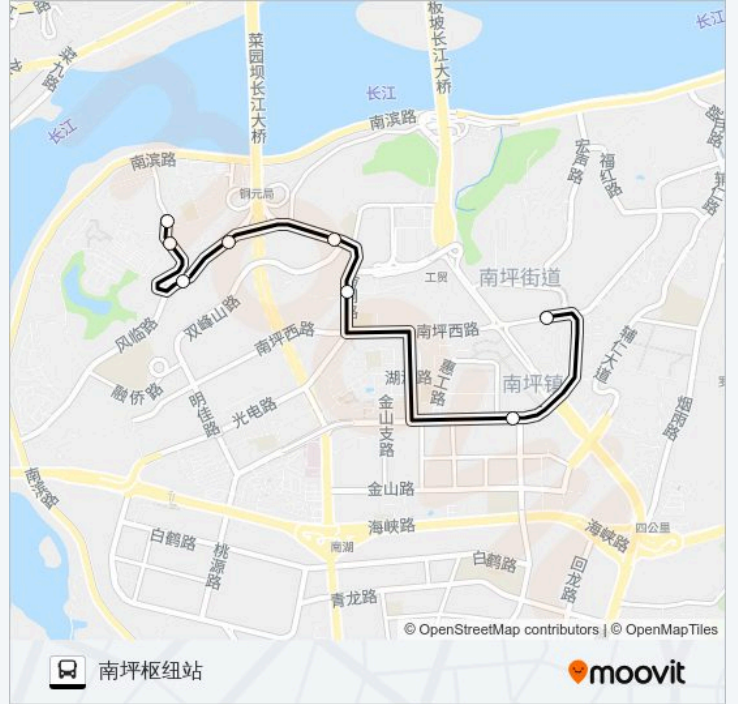 菜九路
菜园坝长江大桥
板坡长江大桥
长江
长江
长江
南滨路
南滨路
宏声路
福红路
辅仁路
铜元局
工贸
南坪街道
双峰山路
风临路
南坪西路
南坪西路
惠工路
南坪镇
辅仁大道
融侨路
明佳路
光电路
金山支路
烟雨路
南滨路
金山路
海峡路
海峡路
四公里
白鹤路
桃源路
南湖
白鹤路
回龙路
青龙路
© OpenStreetMap contributors | © OpenMapTiles
南坪枢纽站
moovit